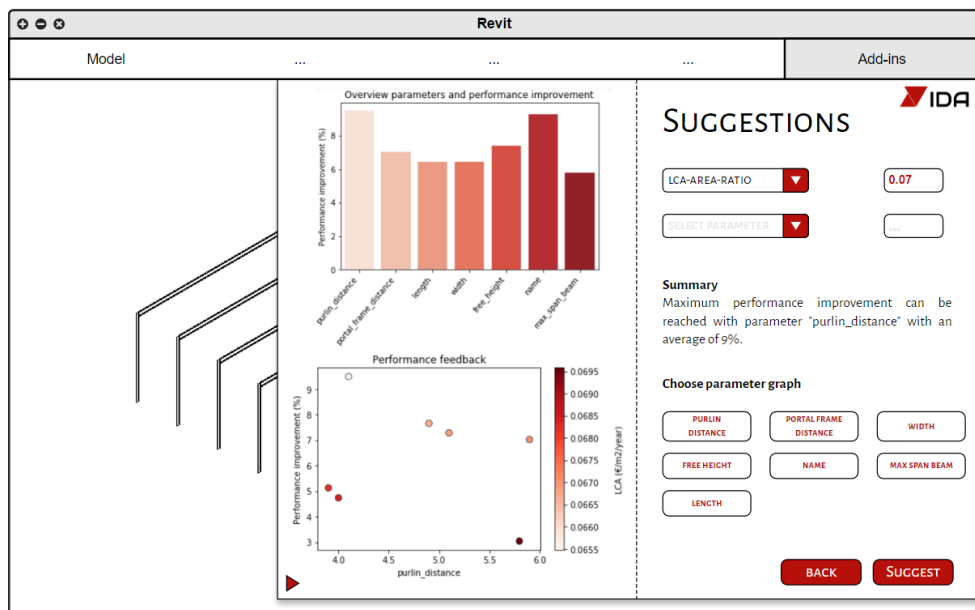 Revit
Model
...
...
...
Add-ins
Overview parameters and performance improvement
Performance improvement (%)
8
6
4
2
0
purlin_distance
portal_frame_distance
length
width
free_height
name
max_span_beam
Performance feedback
Performance improvement (%)
9
8
7
6
5
4
3
4.0
4.5
5.0
5.5
6.0
purlin_distance
0.0695
0.0690
0.0685
0.0680
0.0675
0.0670
0.0665
0.0660
0.0655
LCA (€/m2/year)
IDA
SUGGESTIONS
LCA-AREA-RATIO
0.07
SELECT PARAMETER
...
Summary
Maximum performance improvement can be
reached with parameter "purlin_distance" with an
average of 9%.
Choose parameter graph
PURLIN
DISTANCE
PORTAL FRAME
DISTANCE
WIDTH
FREE HEIGHT
NAME
MAX SPAN BEAM
LENGTH
BACK
SUGGEST